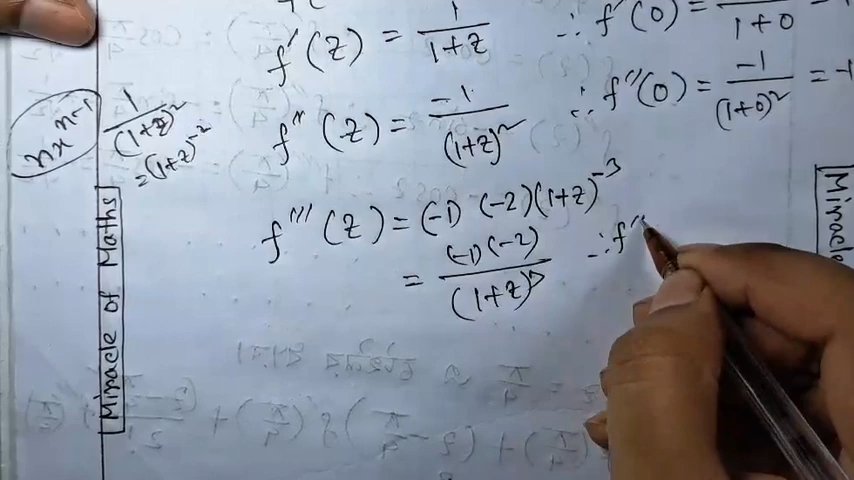 f'(z) = 1/(1+z) ∴ f'(0) = 1/(1+0)
nx^{n-1} 1/(1+z)^2 f''(z) = -1/(1+z)^2 ∴ f''(0) = -1/(1+0)^2 = -1
= (1+z)^{-2}
f'''(z) = (-1) (-2)(1+z)^{-3}
= (-1)(-2)/(1+z)^3 ∴ f''
Miracle of Maths
Miracle